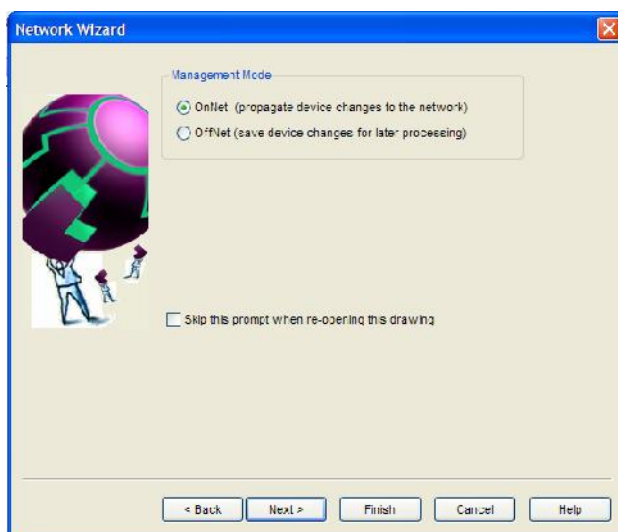 Network Wizard
Management Mode
OnNet (propagate device changes to the network)
OffNet (save device changes for later processing)
Skip this prompt when re-opening this drawing
< Back Next > Finish Cancel Help